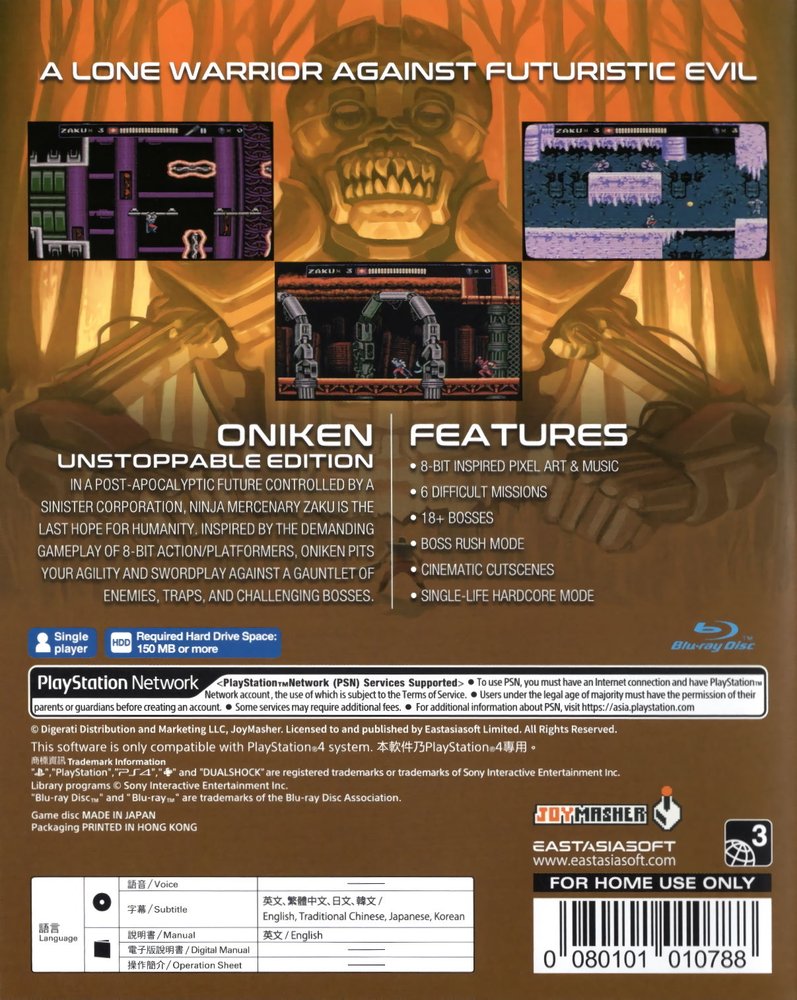 A LONE WARRIOR AGAINST FUTURISTIC EVIL
ZAKU× 3
× 0
ZAKU× 3
× 3
ZAKU× 3
× 0
ONIKEN
UNSTOPPABLE EDITION
IN A POST-APOCALYPTIC FUTURE CONTROLLED BY A
SINISTER CORPORATION, NINJA MERCENARY ZAKU IS THE
LAST HOPE FOR HUMANITY. INSPIRED BY THE DEMANDING
GAMEPLAY OF 8-BIT ACTION/PLATFORMERS, ONIKEN PITS
YOUR AGILITY AND SWORDPLAY AGAINST A GAUNTLET OF
ENEMIES, TRAPS, AND CHALLENGING BOSSES.
FEATURES
• 8-BIT INSPIRED PIXEL ART & MUSIC
• 6 DIFFICULT MISSIONS
• 18+ BOSSES
• BOSS RUSH MODE
• CINEMATIC CUTSCENES
• SINGLE-LIFE HARDCORE MODE
Single
player
HDD
Required Hard Drive Space:
150 MB or more
Blu-ray Disc™
PlayStation Network
<PlayStation™Network (PSN) Services Supported> ● To use PSN, you must have an Internet connection and have PlayStation™
Network account, the use of which is subject to the Terms of Service. ● Users under the legal age of majority must have the permission of their
parents or guardians before creating an account. ● Some services may require additional fees. ● For additional information about PSN, visit https://asia.playstation.com
© Digerati Distribution and Marketing LLC, JoyMasher. Licensed to and published by Eastasiasoft Limited. All Rights Reserved.
This software is only compatible with PlayStation®4 system. 本軟件乃PlayStation®4專用。
商標資訊 Trademark Information
"PS","PlayStation","PS4","" and "DUALSHOCK" are registered trademarks or trademarks of Sony Interactive Entertainment Inc.
Library programs © Sony Interactive Entertainment Inc.
"Blu-ray Disc™" and "Blu-ray™" are trademarks of the Blu-ray Disc Association.
Game disc MADE IN JAPAN
Packaging PRINTED IN HONG KONG
JOYMASHER
EASTASIASOFT
www.eastasiasoft.com
3
FOR HOME USE ONLY
0 080101 010788
語言
Language
語音 / Voice
字幕 / Subtitle
英文、繁體中文、日文、韓文 /
English, Traditional Chinese, Japanese, Korean
說明書 / Manual
英文 / English
電子版說明書 / Digital Manual
操作簡介 / Operation Sheet